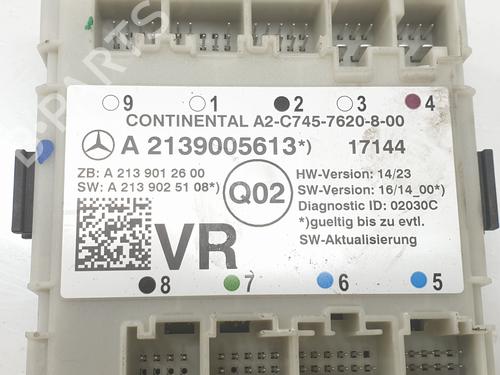 9 1 2 3 4
CONTINENTAL A2-C745-7620-8-00
A 2139005613*) 17144
ZB: A 213 901 2600
SW: A 213 902 51 08*)
Q02
HW-Version: 14/23
SW-Version: 16/14_00*)
Diagnostic ID: 02030C
*)gueltig bis zu evtl.
SW-Aktualisierung
VR
8 7 6 5
B-PARTS